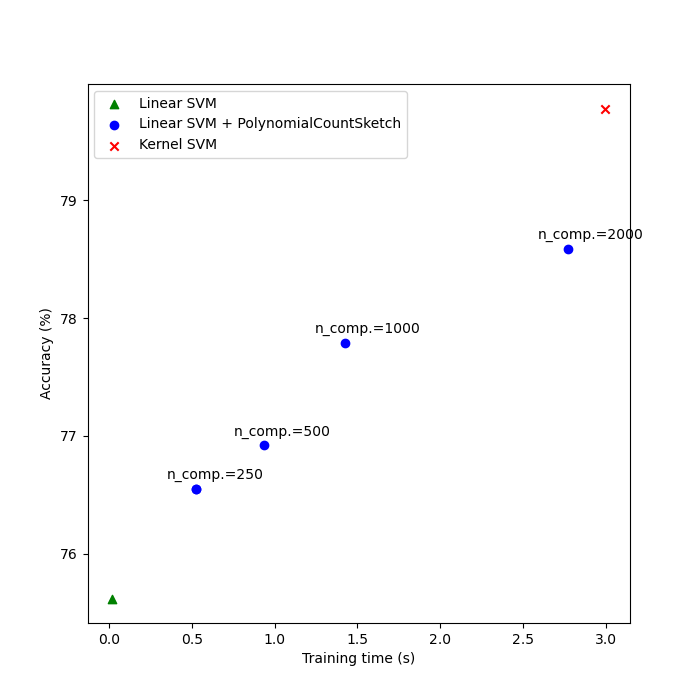 Linear SVM
Linear SVM + PolynomialCountSketch
Kernel SVM
79
n_comp.=2000
78
n_comp.=1000
Accuracy (%)
77
n_comp.=500
n_comp.=250
76
0.0 0.5 1.0 1.5 2.0 2.5 3.0
Training time (s)